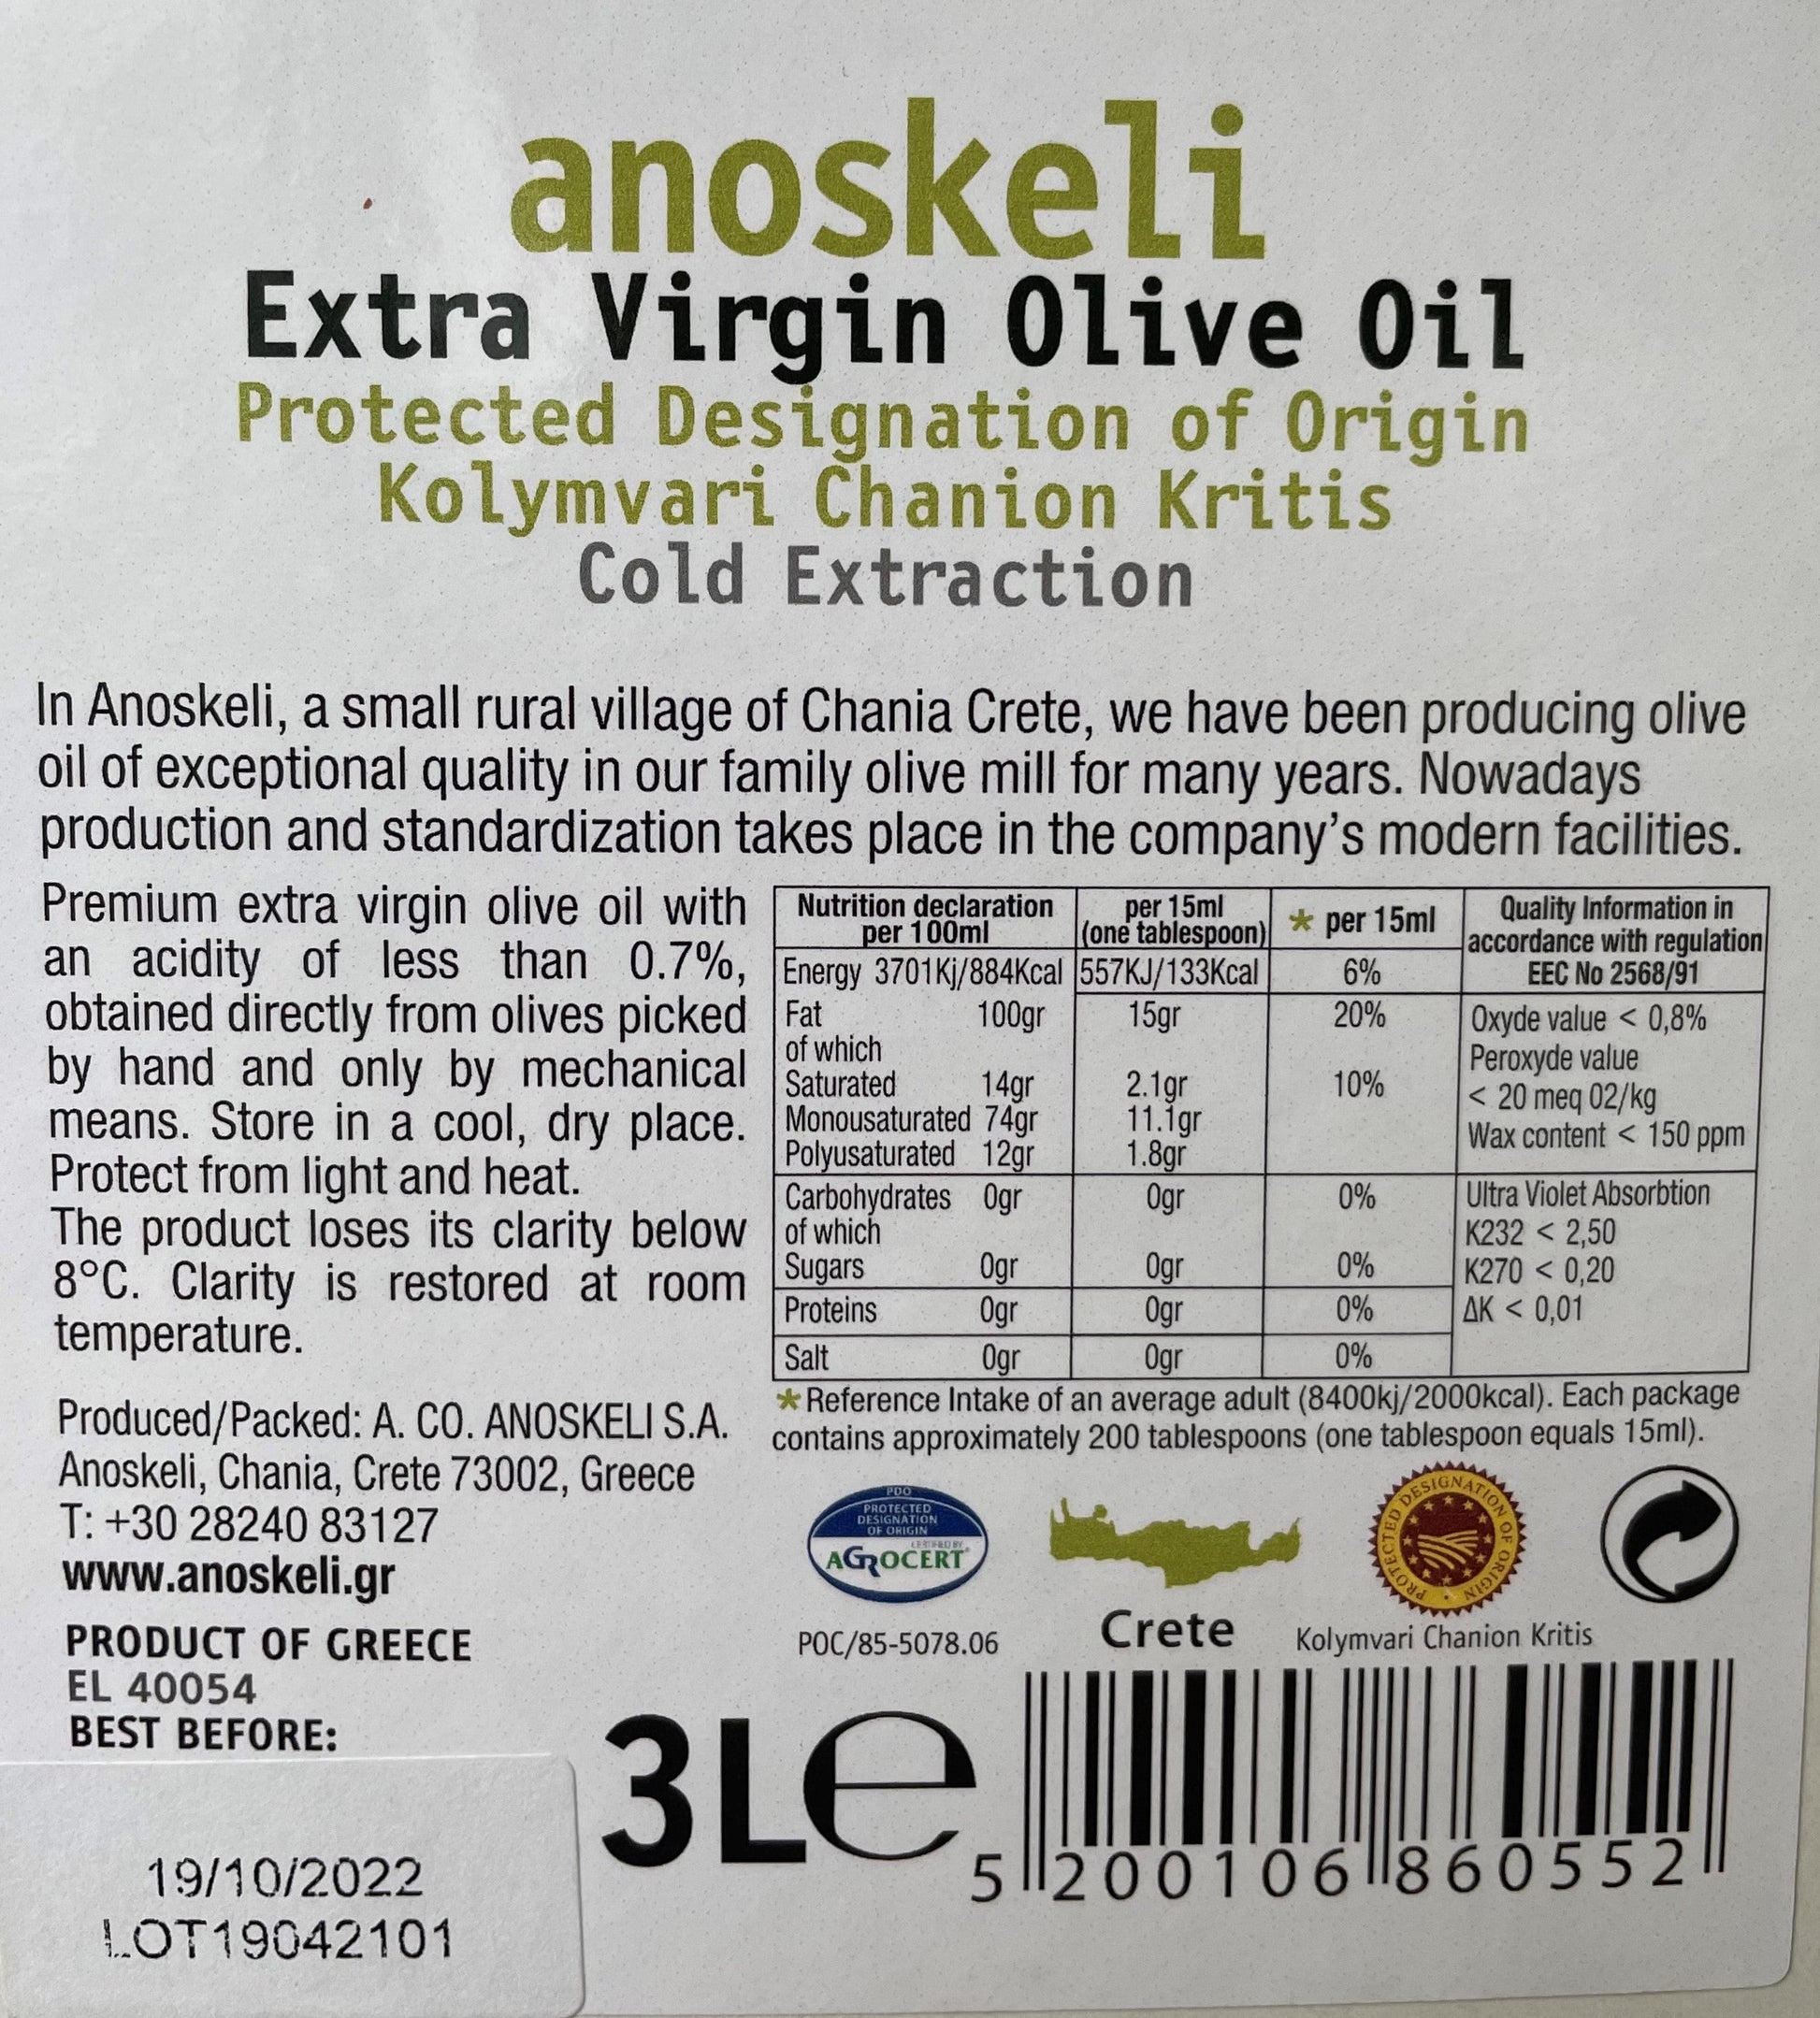 anoskeli
Extra Virgin Olive Oil
Protected Designation of Origin
Kolymvari Chanion Kritis
Cold Extraction
In Anoskeli, a small rural village of Chania Crete, we have been producing olive
oil of exceptional quality in our family olive mill for many years. Nowadays
production and standardization takes place in the company's modern facilities.
Premium extra virgin olive oil with
an acidity of less than 0.7%,
obtained directly from olives picked
by hand and only by mechanical
means. Store in a cool, dry place.
Protect from light and heat.
The product loses its clarity below
8°C. Clarity is restored at room
temperature.
Nutrition declaration per 100ml | per 15ml (one tablespoon) | * per 15ml
Energy 3701Kj/884Kcal 557KJ/133Kcal 6%
Fat 100gr 15gr 20%
of which
Saturated 14gr 2.1gr 10%
Monousaturated 74gr 11.1gr
Polyusaturated 12gr 1.8gr
Carbohydrates 0gr 0gr 0%
of which
Sugars 0gr 0gr 0%
Proteins 0gr 0gr 0%
Salt 0gr 0gr 0%
Quality Information in
accordance with regulation
EEC No 2568/91
Oxyde value < 0,8%
Peroxyde value
< 20 meq 02/kg
Wax content < 150 ppm
Ultra Violet Absorbtion
K232 < 2,50
K270 < 0,20
ΔK < 0,01
* Reference Intake of an average adult (8400kj/2000kcal). Each package
contains approximately 200 tablespoons (one tablespoon equals 15ml).
Produced/Packed: A. CO. ANOSKELI S.A.
Anoskeli, Chania, Crete 73002, Greece
T: +30 28240 83127
www.anoskeli.gr
PRODUCT OF GREECE
EL 40054
BEST BEFORE:
19/10/2022
LOT19042101
PDO
PROTECTED
DESIGNATION
OF ORIGIN
CERTIFIED BY
AGROCERT
POC/85-5078.06
Crete
PROTECTED DESIGNATION OF ORIGIN
Kolymvari Chanion Kritis
3L℮
5 200106 860552